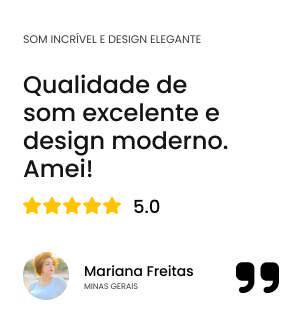 SOM INCRÍVEL E DESIGN ELEGANTE
Qualidade de
som excelente e
design moderno.
Amei!
5.0
Mariana Freitas
MINAS GERAIS